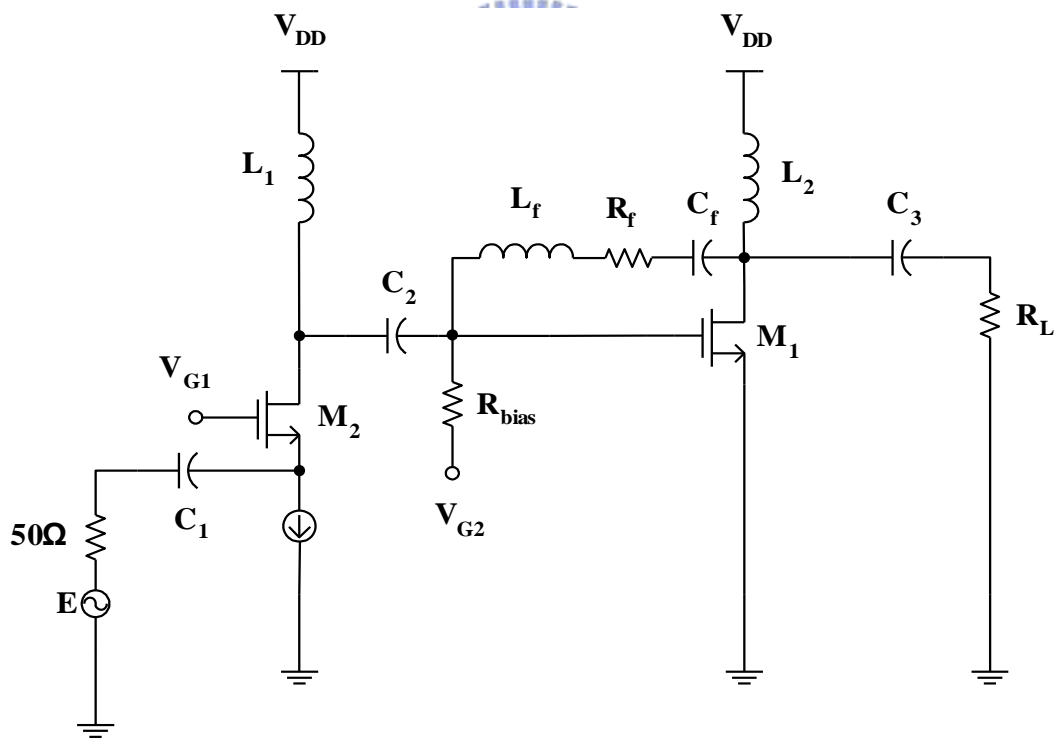 V_DD
V_DD
L_1
L_2
L_f
R_f
C_f
C_3
C_2
R_L
M_1
V_G1
R_bias
M_2
V_G2
C_1
50Ω
E